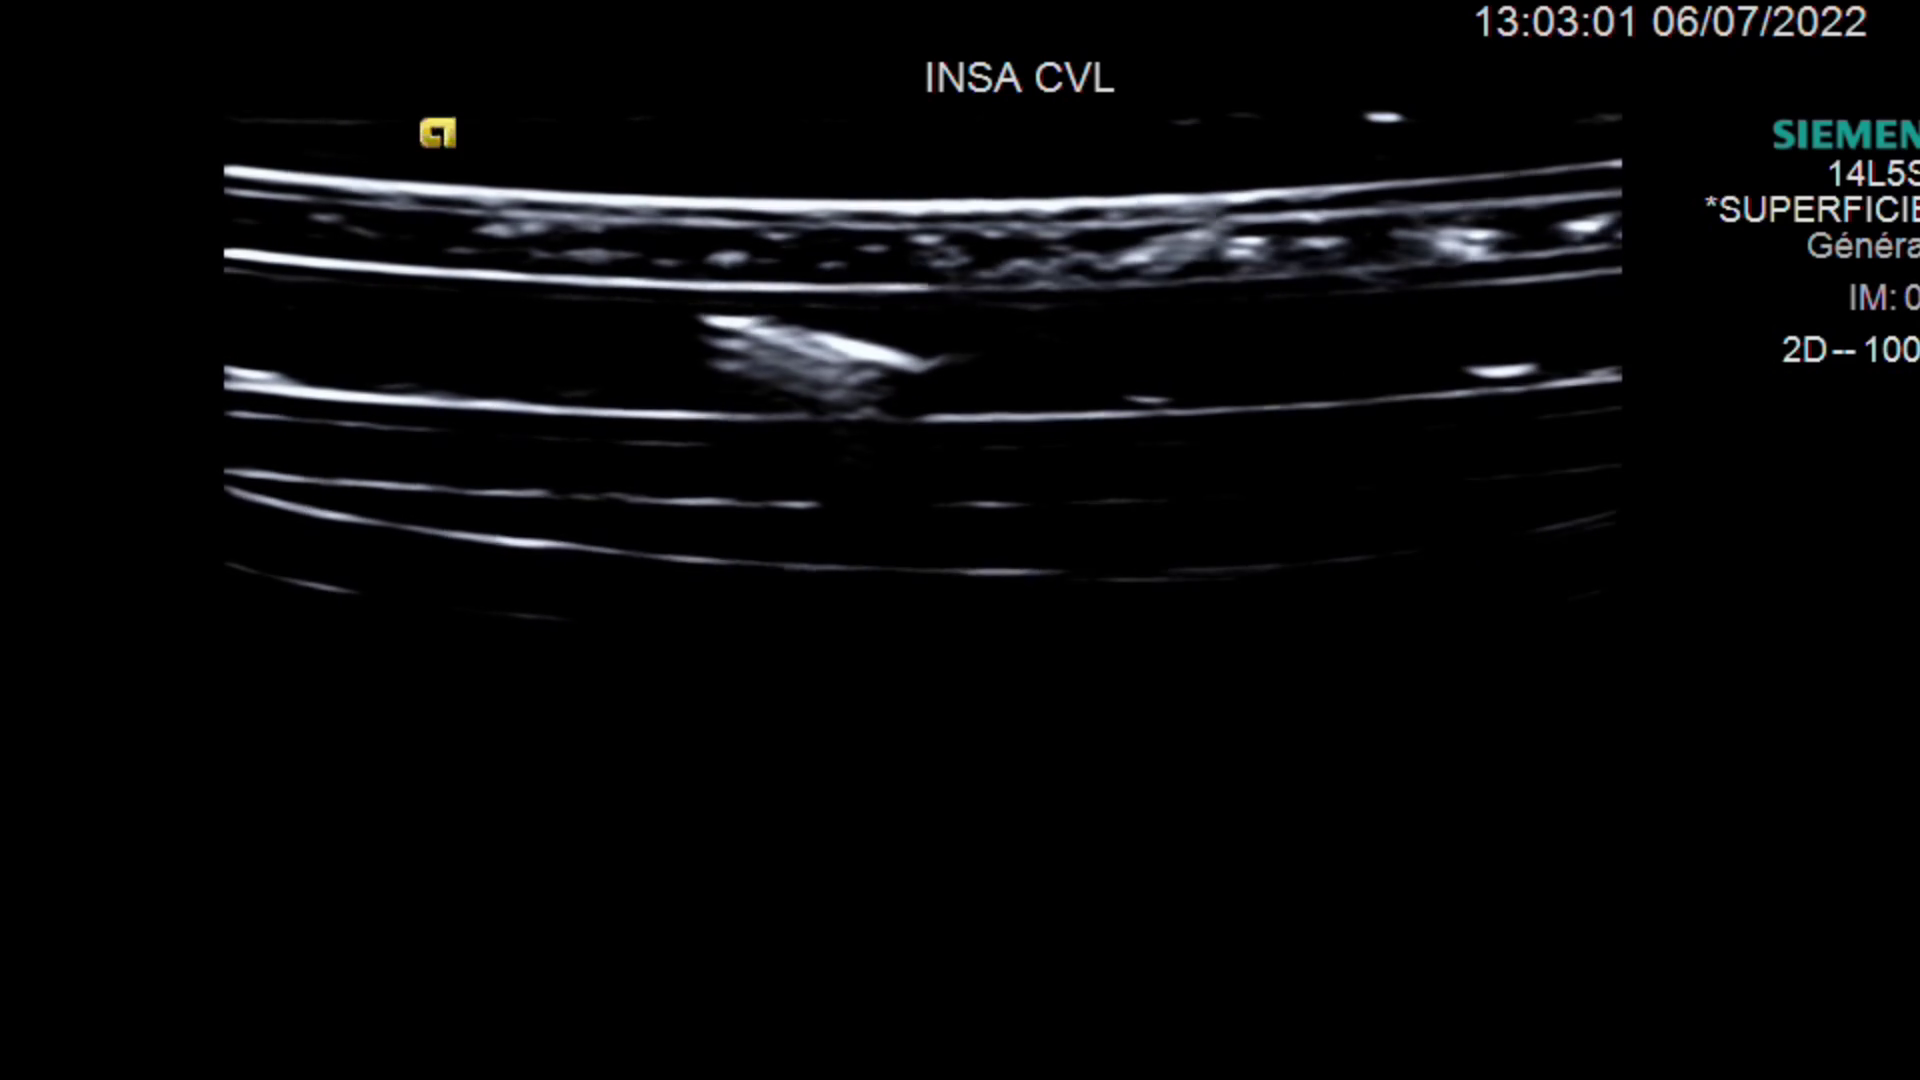 13:03:01 06/07/2022
INSA CVL
SIEMEN
14L5S
*SUPERFICIE
Généra
IM: 0
2D-- 100